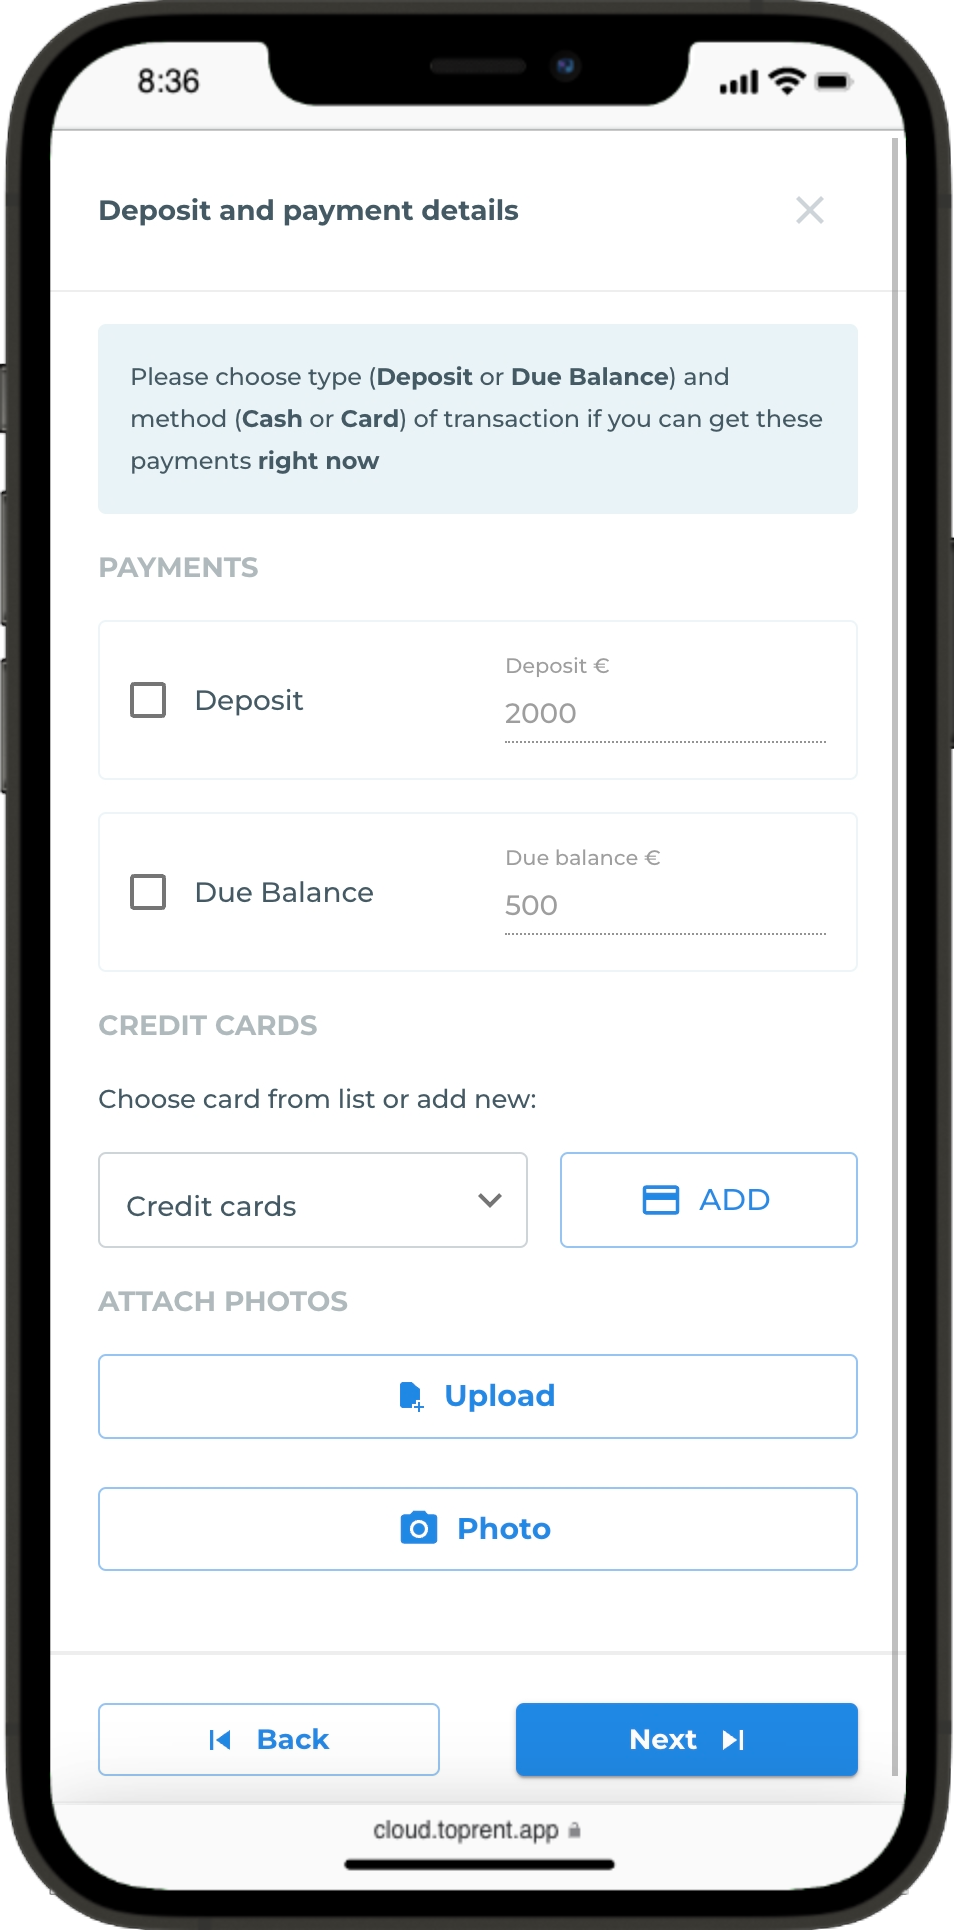 8:36
Deposit and payment details
Please choose type (Deposit or Due Balance) and
method (Cash or Card) of transaction if you can get these
payments right now
PAYMENTS
Deposit
Deposit €
2000
Due Balance
Due balance €
500
CREDIT CARDS
Choose card from list or add new:
Credit cards
ADD
ATTACH PHOTOS
Upload
Photo
Back
Next
cloud.toprent.app